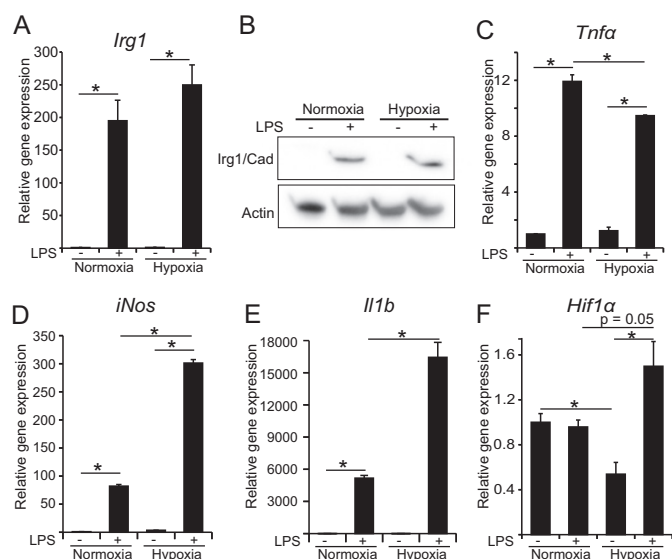 A
Irg1
Relative gene expression
300
250
200
150
100
50
0
*
*
LPS
- + - +
Normoxia Hypoxia
B
Normoxia Hypoxia
LPS - + - +
Irg1/Cad
Actin
C
Tnfα
Relative gene expression
12
8
4
0
*
*
*
LPS - + - +
Normoxia Hypoxia
D
iNos
Relative gene expression
350
300
250
200
150
100
50
0
*
*
*
LPS - + - +
Normoxia Hypoxia
E
Il1b
Relative gene expression
18000
15000
12000
9000
6000
3000
0
*
*
LPS - + - +
Normoxia Hypoxia
F
Hif1α
p = 0.05
Relative gene expression
1.6
1.2
0.8
0.4
0
*
*
LPS - + - +
Normoxia Hypoxia